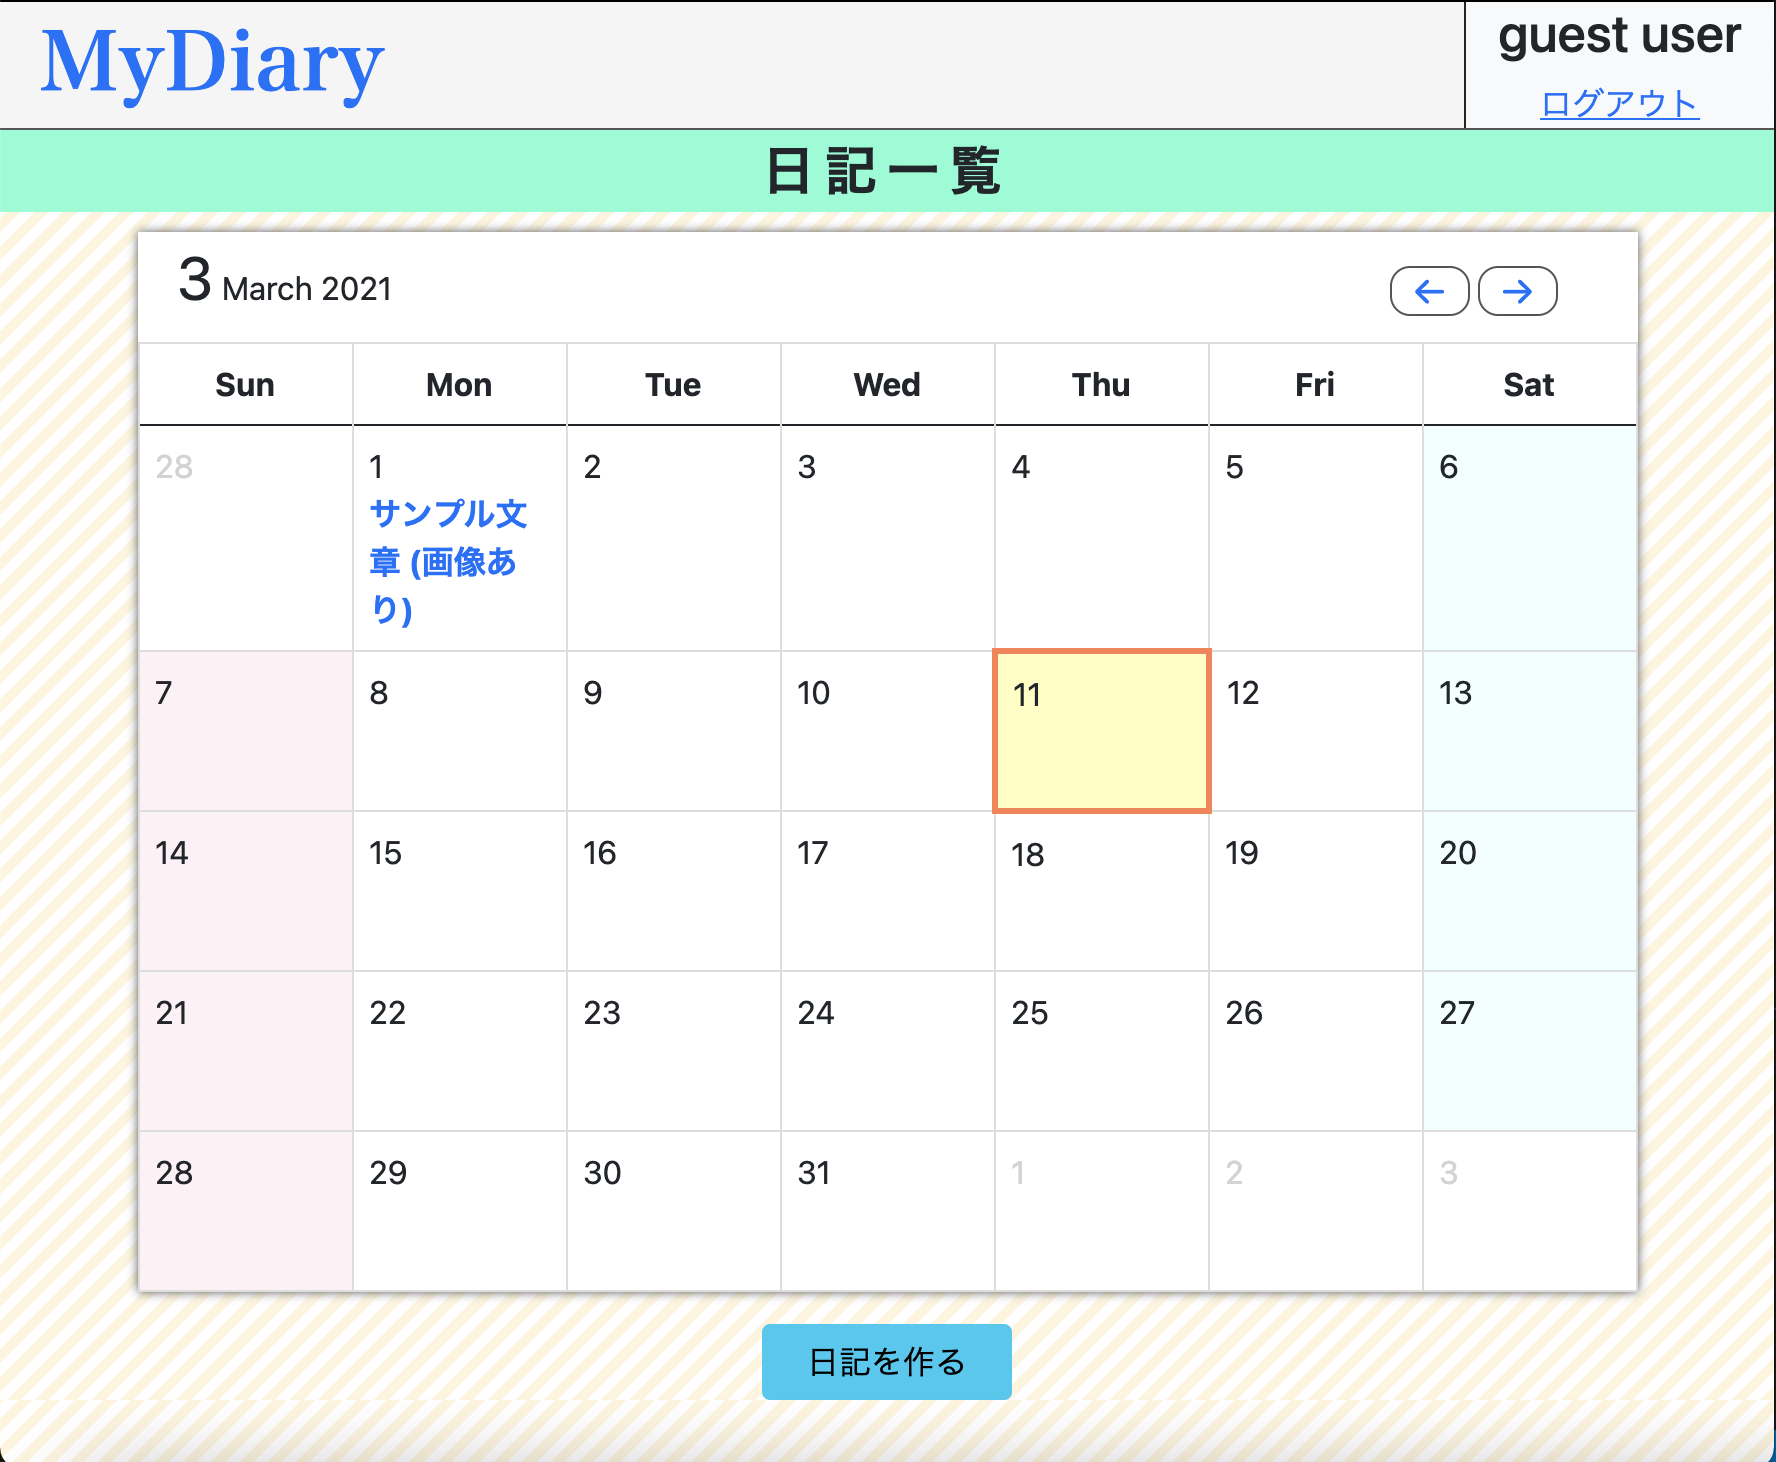 MyDiary
guest user
ログアウト
日記一覧
3 March 2021
Sun Mon Tue Wed Thu Fri Sat
28 1 2 3 4 5 6
サンプル文
章 (画像あ
り)
7 8 9 10 11 12 13
14 15 16 17 18 19 20
21 22 23 24 25 26 27
28 29 30 31 1 2 3
日記を作る